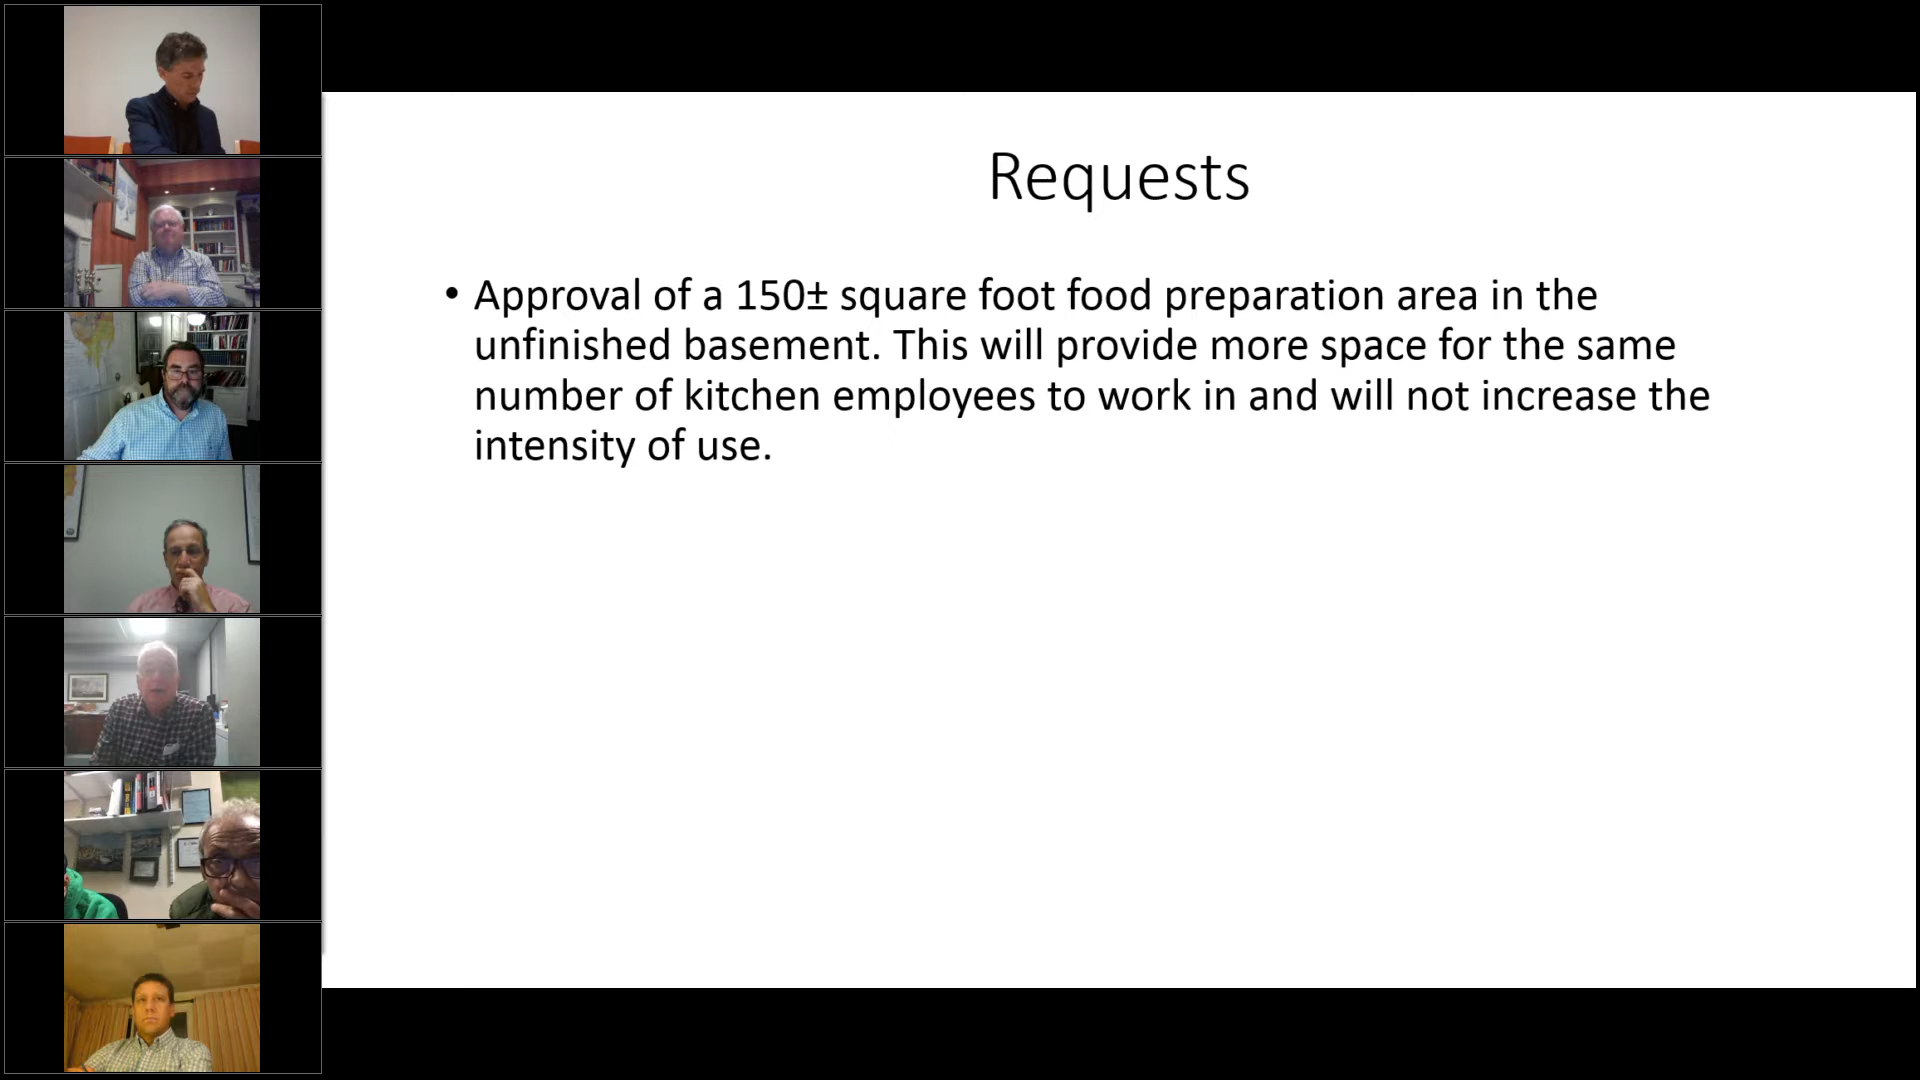 Requests
• Approval of a 150± square foot food preparation area in the
unfinished basement. This will provide more space for the same
number of kitchen employees to work in and will not increase the
intensity of use.